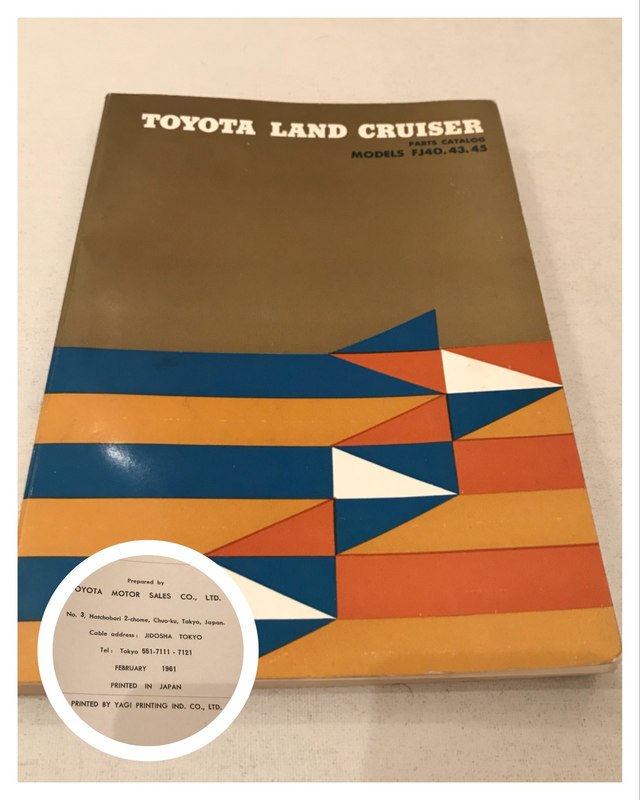 TOYOTA LAND CRUISER
PARTS CATALOG
MODELS FJ40.43.45
Prepared by
OYOTA MOTOR SALES CO., LTD.
No. 3, Hatchobori 2-chome, Chuo-ku, Tokyo, Japan.
Cable address: JIDOSHA TOKYO
Tel: Tokyo 551-7111 - 7121
FEBRUARY 1961
PRINTED IN JAPAN
PRINTED BY YAGI PRINTING IND. CO., LTD.